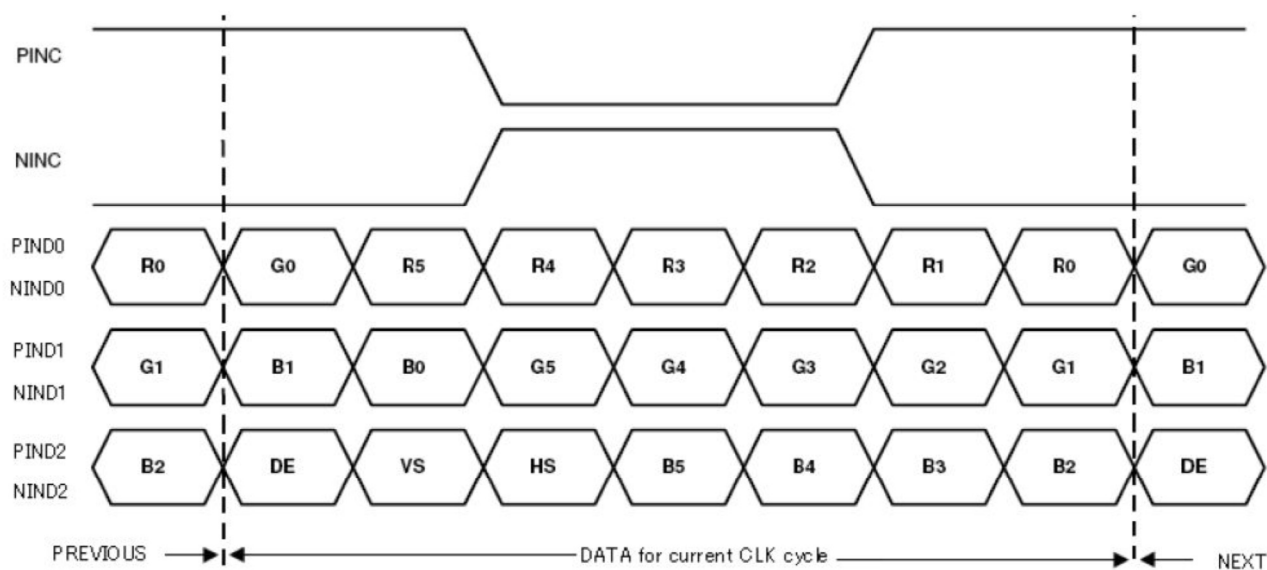 PINC
NINC
PIND0
R0 G0 R5 R4 R3 R2 R1 R0 G0
NIND0
PIND1
G1 B1 B0 G5 G4 G3 G2 G1 B1
NIND1
PIND2
B2 DE VS HS B5 B4 B3 B2 DE
NIND2
PREVIOUS DATA for current CLK cycle NEXT